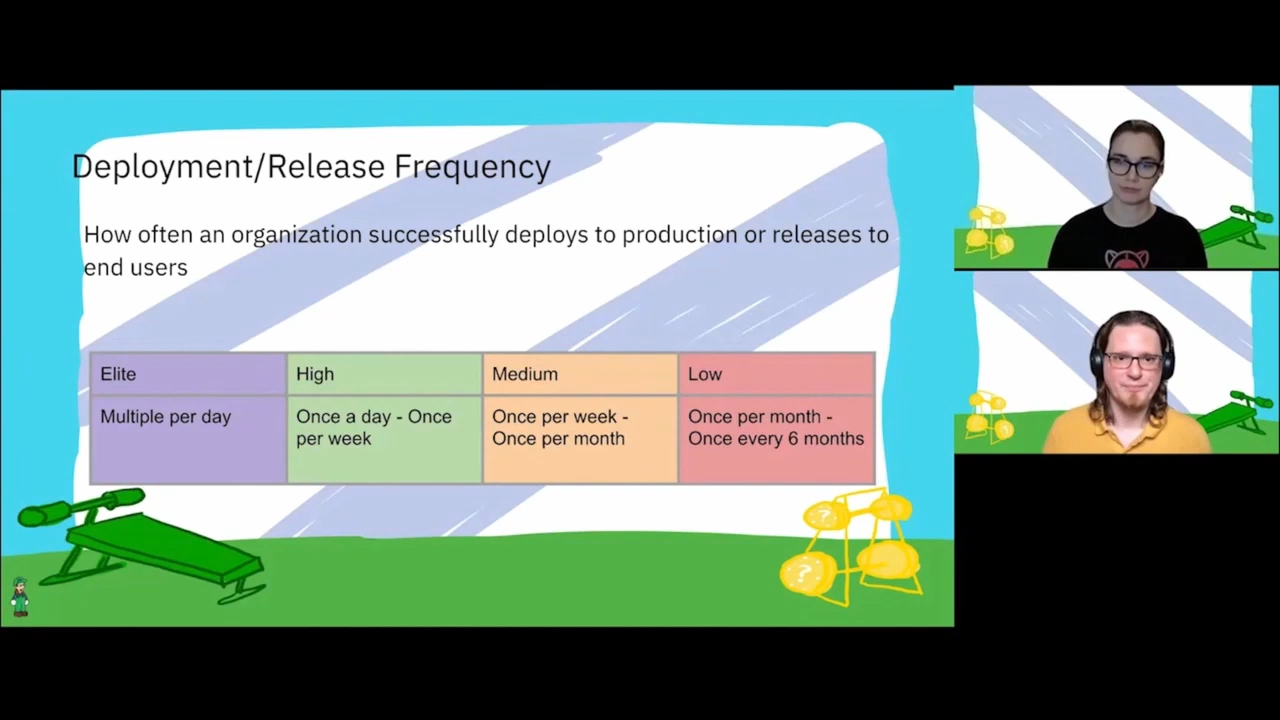 Deployment/Release Frequency
How often an organization successfully deploys to production or releases to
end users
Elite
High
Medium
Low
Multiple per day
Once a day - Once
per week
Once per week -
Once per month
Once per month -
Once every 6 months
?
?